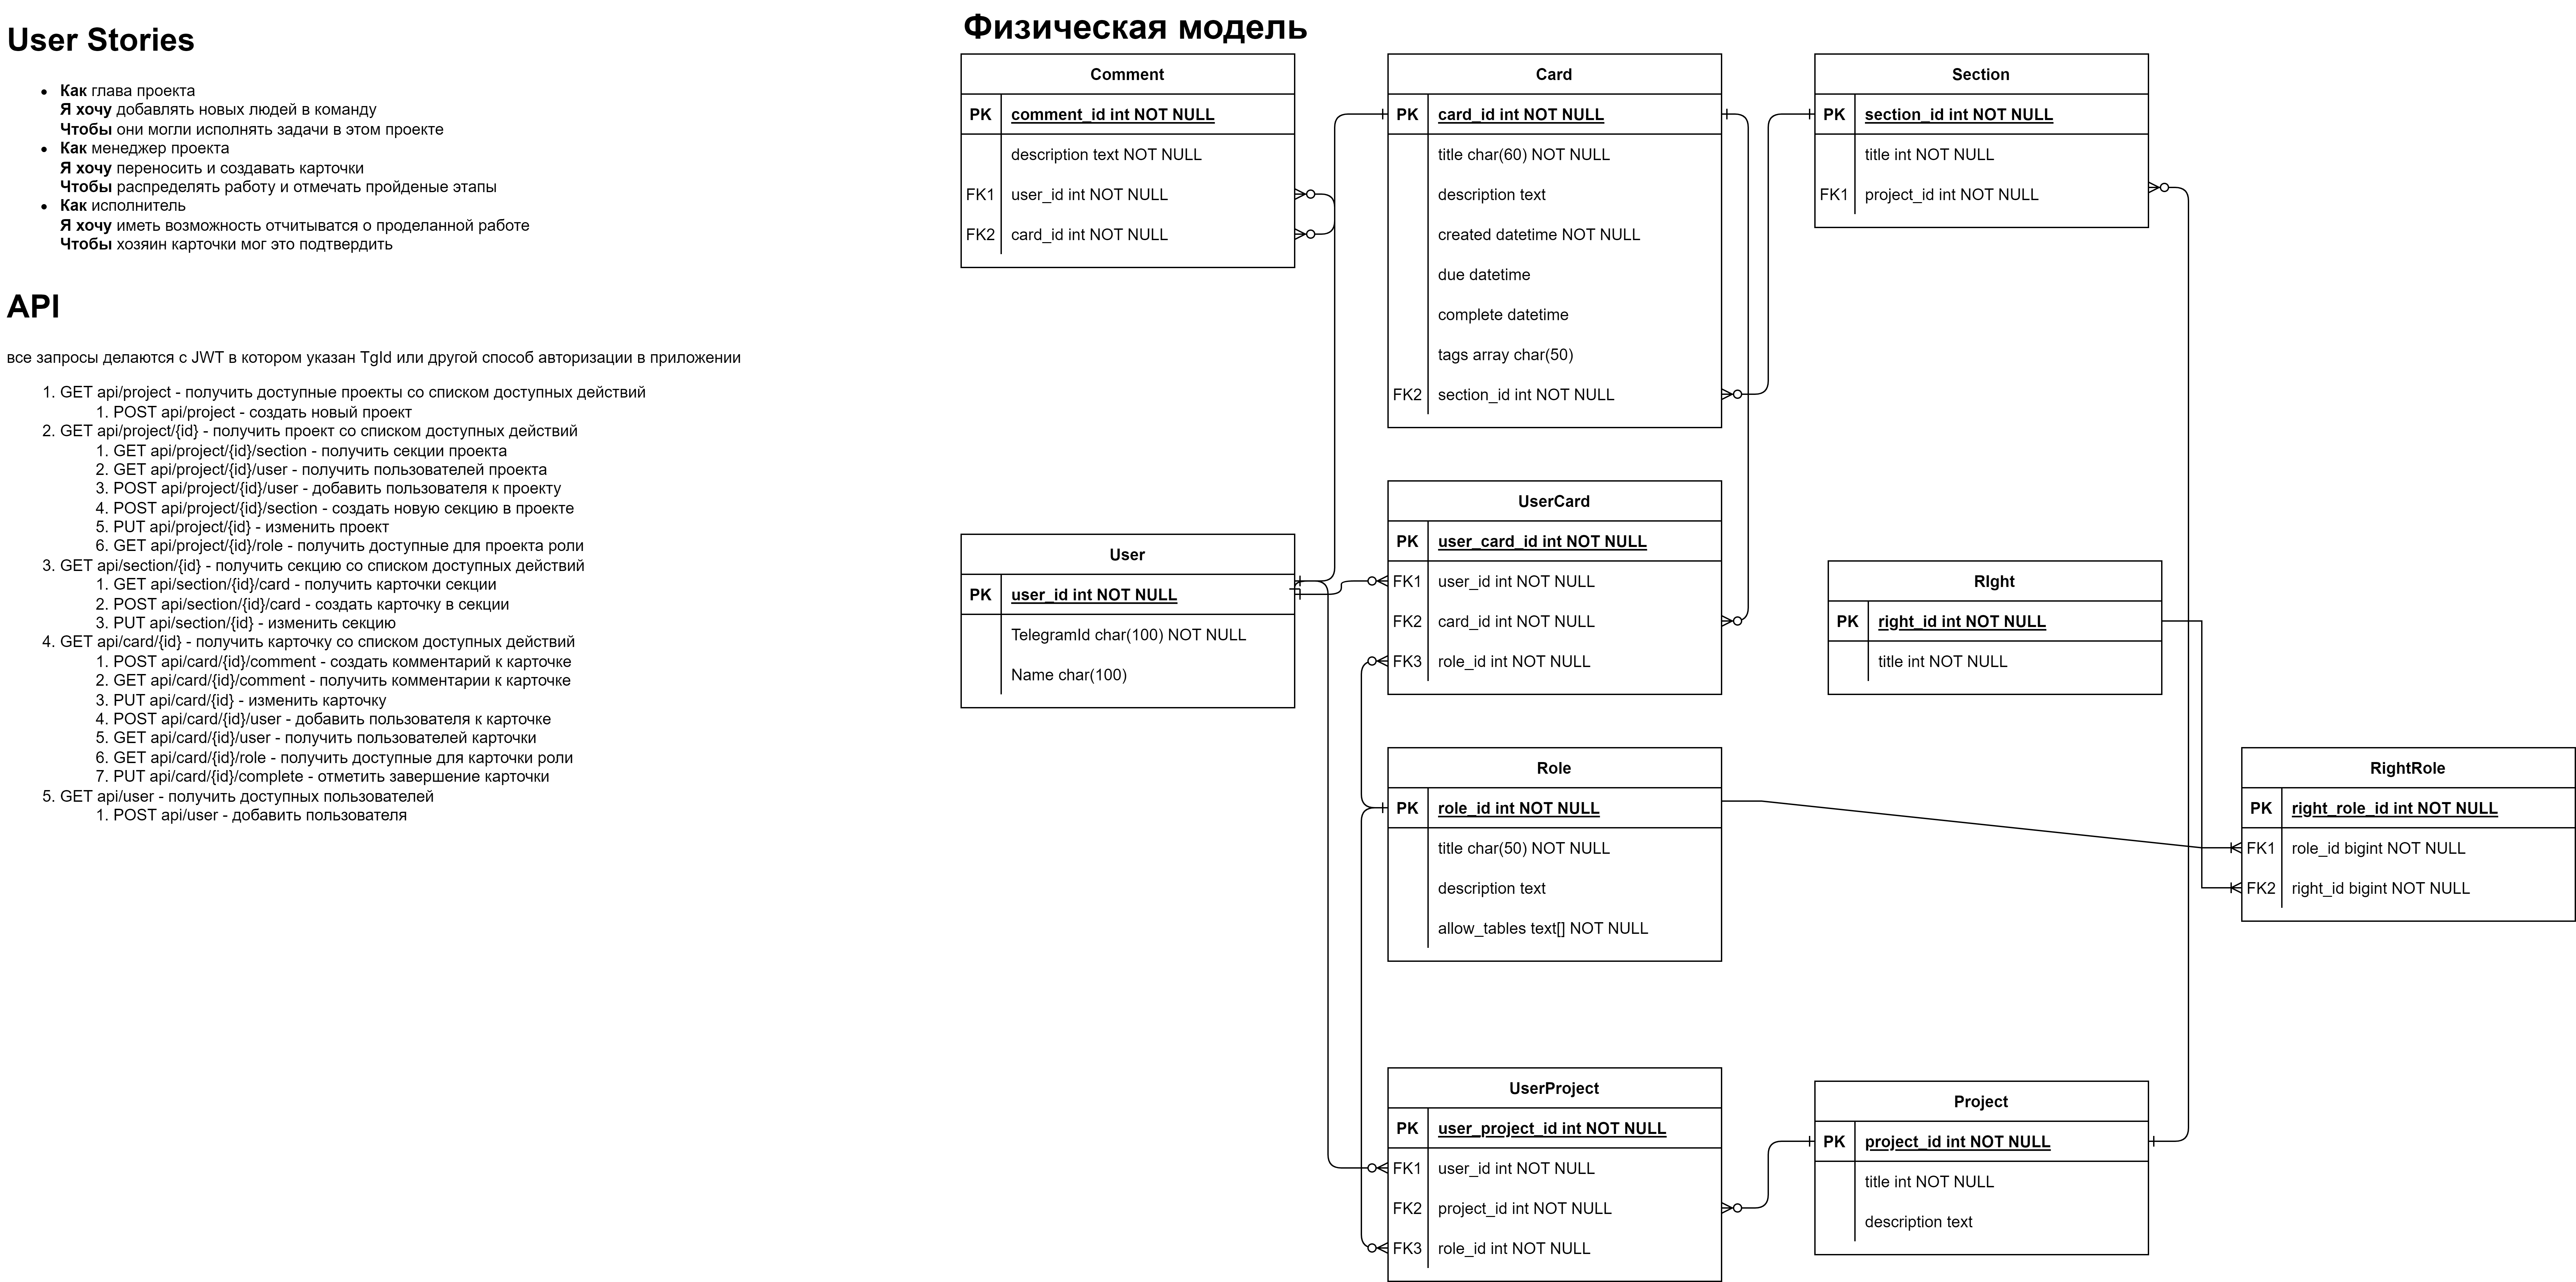 User Stories
Как глава проекта
Я хочу добавлять новых людей в команду
Чтобы они могли исполнять задачи в этом проекте
Как менеджер проекта
Я хочу переносить и создавать карточки
Чтобы распределять работу и отмечать пройденые этапы
Как исполнитель
Я хочу иметь возможность отчитыватся о проделанной работе
Чтобы хозяин карточки мог это подтвердить
API
все запросы делаются с JWT в котором указан TgId или другой способ авторизации в приложении
1. GET api/project - получить доступные проекты со списком доступных действий
1. POST api/project - создать новый проект
2. GET api/project/{id} - получить проект со списком доступных действий
1. GET api/project/{id}/section - получить секции проекта
2. GET api/project/{id}/user - получить пользователей проекта
3. POST api/project/{id}/user - добавить пользователя к проекту
4. POST api/project/{id}/section - создать новую секцию в проекте
5. PUT api/project/{id} - изменить проект
6. GET api/project/{id}/role - получить доступные для проекта роли
3. GET api/section/{id} - получить секцию со списком доступных действий
1. GET api/section/{id}/card - получить карточки секции
2. POST api/section/{id}/card - создать карточку в секции
3. PUT api/section/{id} - изменить секцию
4. GET api/card/{id} - получить карточку со списком доступных действий
1. POST api/card/{id}/comment - создать комментарий к карточке
2. GET api/card/{id}/comment - получить комментарии к карточке
3. PUT api/card/{id} - изменить карточку
4. POST api/card/{id}/user - добавить пользователя к карточке
5. GET api/card/{id}/user - получить пользователей карточки
6. GET api/card/{id}/role - получить доступные для карточки роли
7. PUT api/card/{id}/complete - отметить завершение карточки
5. GET api/user - получить доступных пользователей
1. POST api/user - добавить пользователя
Физическая модель
Comment
PK comment_id int NOT NULL
description text NOT NULL
FK1 user_id int NOT NULL
FK2 card_id int NOT NULL
Card
PK card_id int NOT NULL
title char(60) NOT NULL
description text
created datetime NOT NULL
due datetime
complete datetime
tags array char(50)
FK2 section_id int NOT NULL
Section
PK section_id int NOT NULL
title int NOT NULL
FK1 project_id int NOT NULL
User
PK user_id int NOT NULL
TelegramId char(100) NOT NULL
Name char(100)
UserCard
PK user_card_id int NOT NULL
FK1 user_id int NOT NULL
FK2 card_id int NOT NULL
FK3 role_id int NOT NULL
RIght
PK right_id int NOT NULL
title int NOT NULL
Role
PK role_id int NOT NULL
title char(50) NOT NULL
description text
allow_tables text[] NOT NULL
RightRole
PK right_role_id int NOT NULL
FK1 role_id bigint NOT NULL
FK2 right_id bigint NOT NULL
UserProject
PK user_project_id int NOT NULL
FK1 user_id int NOT NULL
FK2 project_id int NOT NULL
FK3 role_id int NOT NULL
Project
PK project_id int NOT NULL
title int NOT NULL
description text